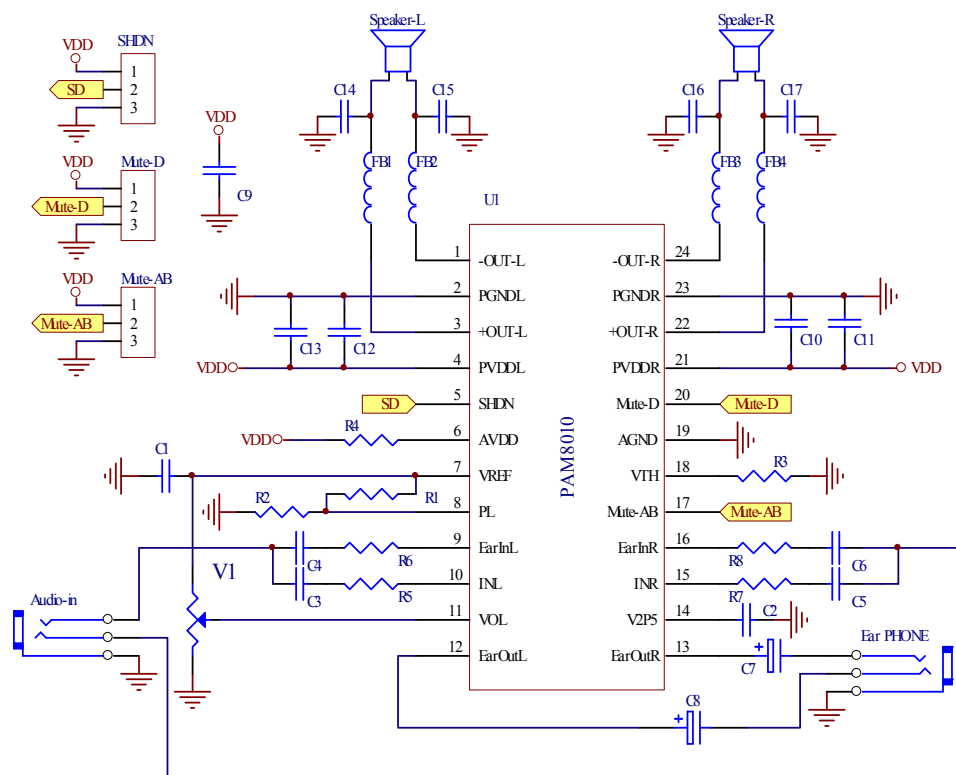 Speaker-L
Speaker-R
VDD
SHDN
1
SD
2
3
C14
C15
C16
C17
VDD
VDD
Mute-D
1
Mute-D
2
3
C9
FB1
FB2
FB3
FB4
U1
VDD
Mute-AB
1
Mute-AB
2
3
1
-OUT-L
-OUT-R
24
2
PGNDL
PGNDR
23
3
+OUT-L
+OUT-R
22
C13
C12
C10
C11
VDD
4
PVDDL
PVDDR
21
VDD
SD
5
SHDN
Mute-D
20
Mute-D
VDD
R4
6
AVDD
AGND
19
PAM8010
C1
7
VREF
VTH
18
R3
R2
R1
8
PL
Mute-AB
17
Mute-AB
9
EarInL
EarInR
16
C4
R6
R8
C6
V1
10
INL
INR
15
C3
R5
R7
C5
Audio-in
11
VOL
V2P5
14
C2
12
EarOutL
EarOutR
13
+
C7
Ear PHONE
+
C8